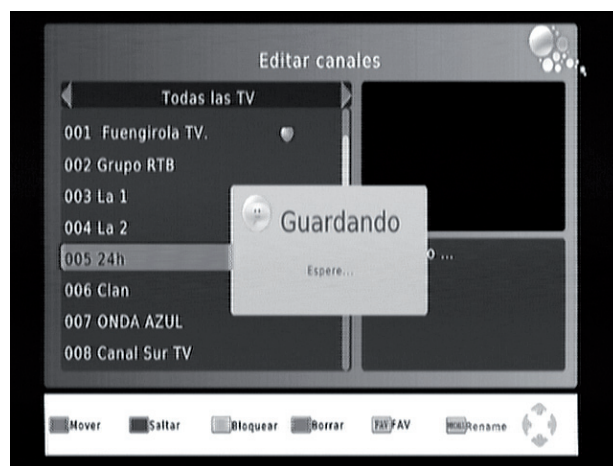 Editar canales
Todas las TV
001 Fuengirola TV.
002 Grupo RTB
003 La 1
004 La 2
005 24h
006 Clan
007 ONDA AZUL
008 Canal Sur TV
Guardando
Espere...
o ...
Mover Saltar Bloquear Borrar FAV FAV Rename